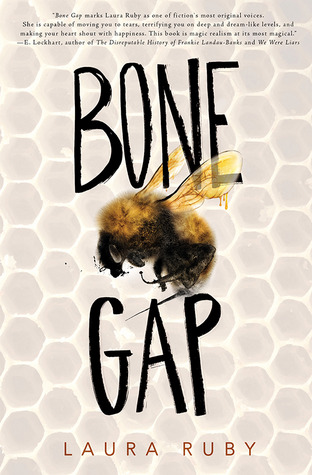 "Bone Gap marks Laura Ruby as one of fiction's most original voices.
She is capable of moving you to tears, terrifying you on deep and dream-like levels, and
making your heart shout with happiness. This book is magic realism at its most magical."
—E. Lockhart, author of The Disreputable History of Frankie Landau-Banks and We Were Liars
BONE
GAP
LAURA RUBY